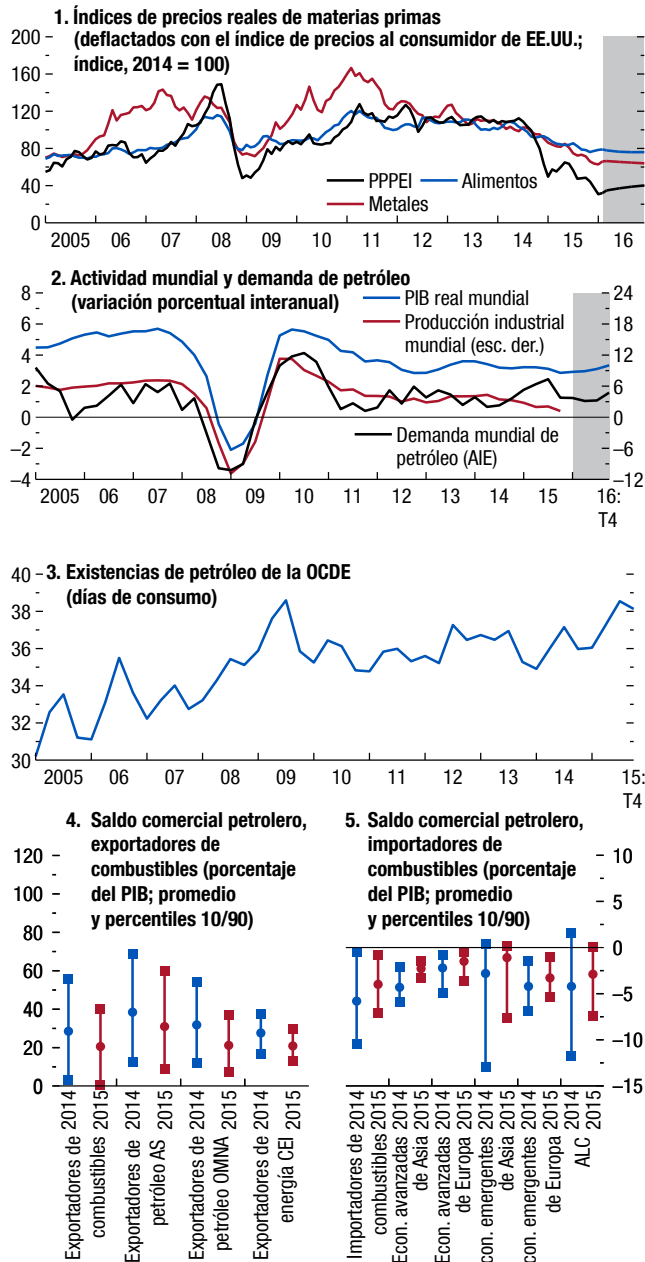 1. Índices de precios reales de materias primas
(deflactados con el índice de precios al consumidor de EE.UU.;
índice, 2014 = 100)
200
160
120
80
40
0
PPPEI
Alimentos
Metales
2005 06 07 08 09 10 11 12 13 14 15 16
2. Actividad mundial y demanda de petróleo
(variación porcentual interanual)
8
6
4
2
0
–2
–4
24
18
12
6
0
–6
–12
PIB real mundial
Producción industrial
mundial (esc. der.)
Demanda mundial de
petróleo (AIE)
2005 06 07 08 09 10 11 12 13 14 15 16:
T4
3. Existencias de petróleo de la OCDE
(días de consumo)
40
38
36
34
32
30
2005 06 07 08 09 10 11 12 13 14 15:
T4
4. Saldo comercial petrolero,
exportadores de
combustibles (porcentaje
del PIB; promedio
y percentiles 10/90)
120
100
80
60
40
20
0
Exportadores de 2014
combustibles 2015
Exportadores de 2014
petróleo AS 2015
Exportadores de 2014
petróleo OMNA 2015
Exportadores de 2014
energía CEI 2015
5. Saldo comercial petrolero,
importadores de
combustibles (porcentaje
del PIB; promedio
y percentiles 10/90)
10
5
0
–5
–10
–15
Importadores de 2014
combustibles 2015
Econ. avanzadas 2014
de Asia 2015
Econ. avanzadas 2014
de Europa 2015
con. emergentes 2014
de Asia 2015
con. emergentes 2014
de Europa 2015
2014
ALC 2015